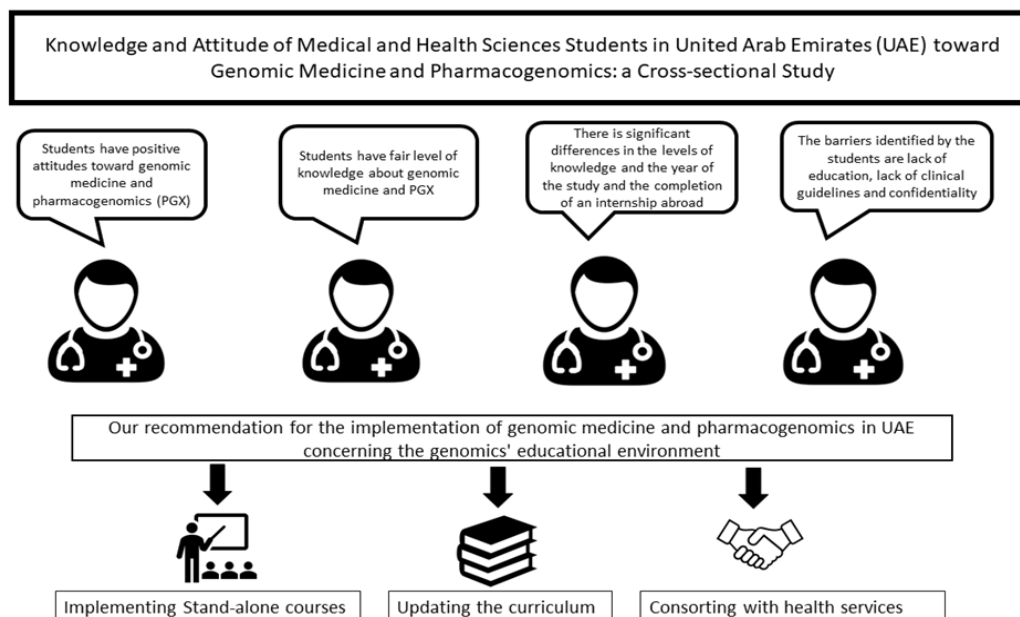 Knowledge and Attitude of Medical and Health Sciences Students in United Arab Emirates (UAE) toward
Genomic Medicine and Pharmacogenomics: a Cross-sectional Study
Students have positive
attitudes toward genomic
medicine and
pharmacogenomics (PGX)
Students have fair level of
knowledge about genomic
medicine and PGX
There is significant
differences in the levels of
knowledge and the year of
the study and the completion
of an internship abroad
The barriers identified by the
students are lack of
education, lack of clinical
guidelines and confidentiality
Our recommendation for the implementation of genomic medicine and pharmacogenomics in UAE
concerning the genomics' educational environment
Implementing Stand-alone courses
Updating the curriculum
Consorting with health services